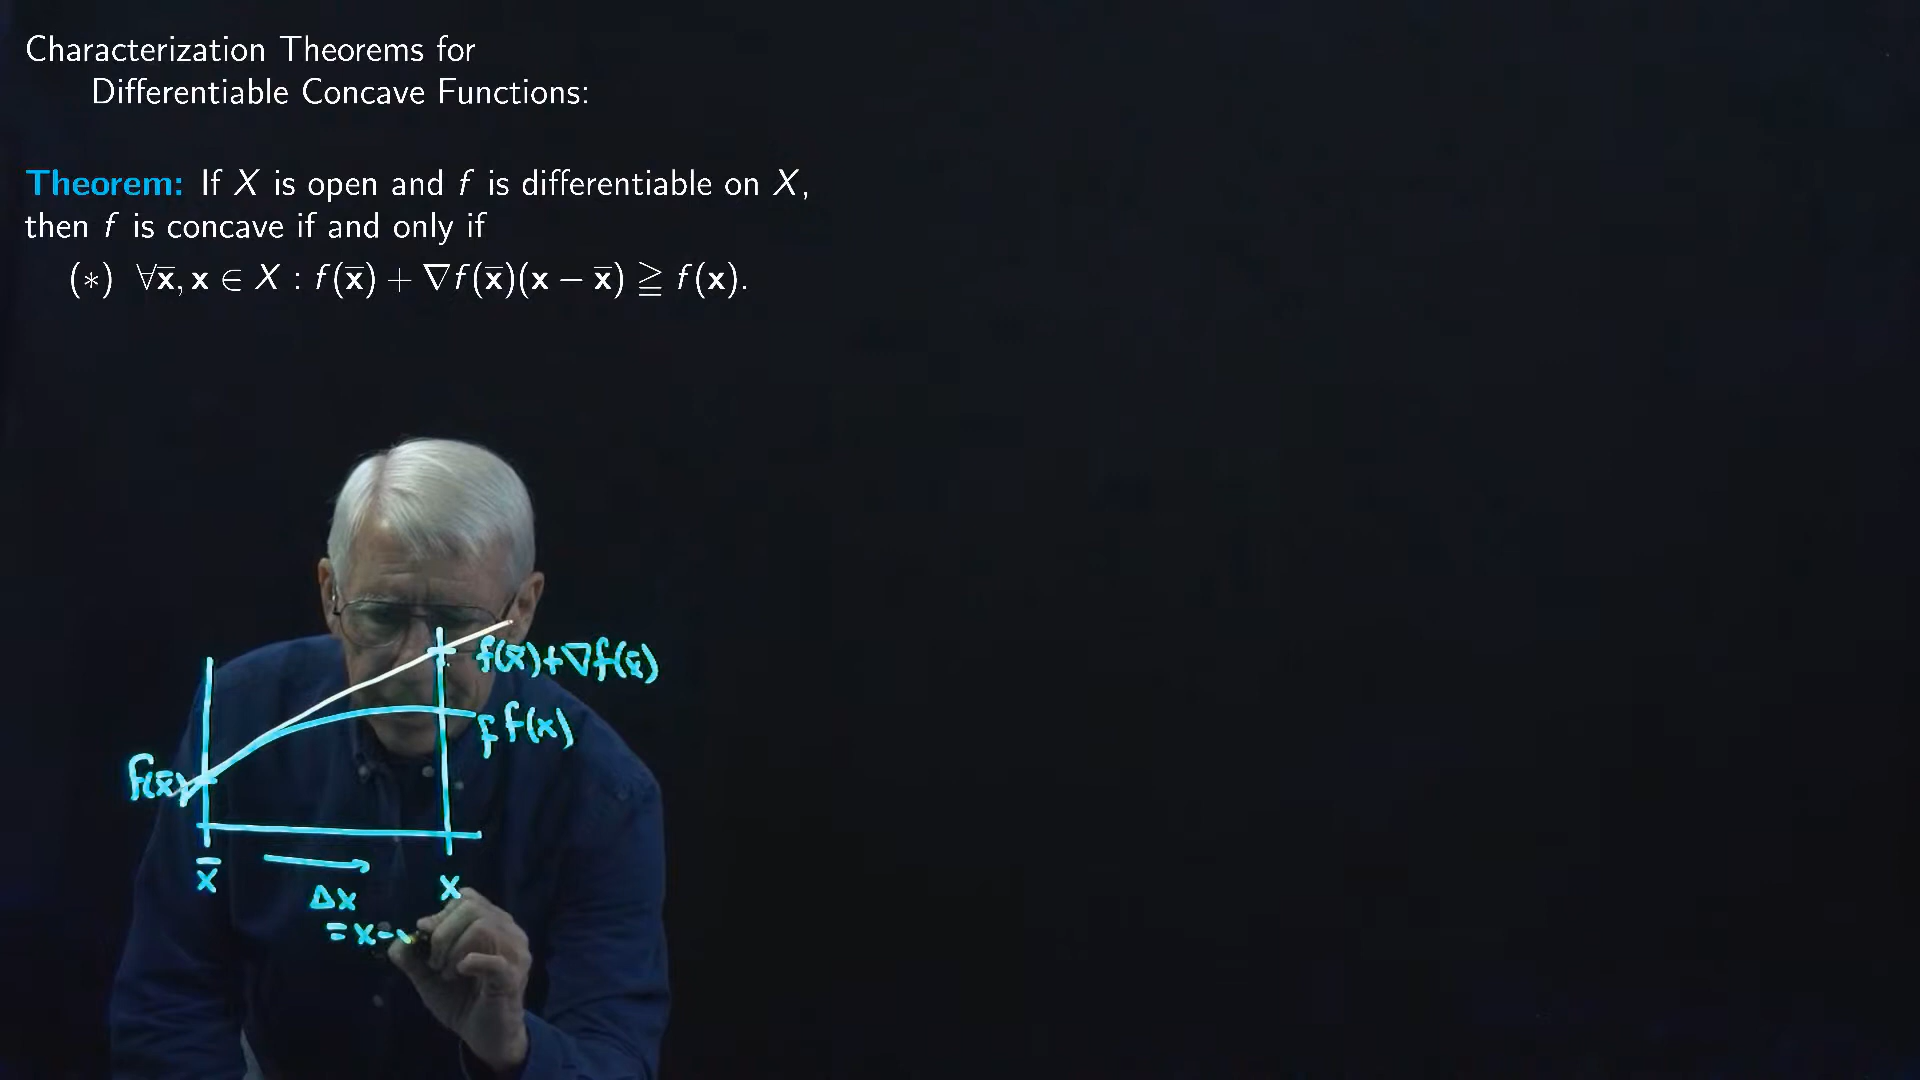 Characterization Theorems for
Differentiable Concave Functions:
Theorem: If X is open and f is differentiable on X,
then f is concave if and only if
(∗) ∀x̄, x ∈ X : f(x̄) + ∇f(x̄)(x − x̄) ≧ f(x).
f(x̄)+∇f(x̄)
f f(x)
f(x̄)
x̄
x
Δx
=x-